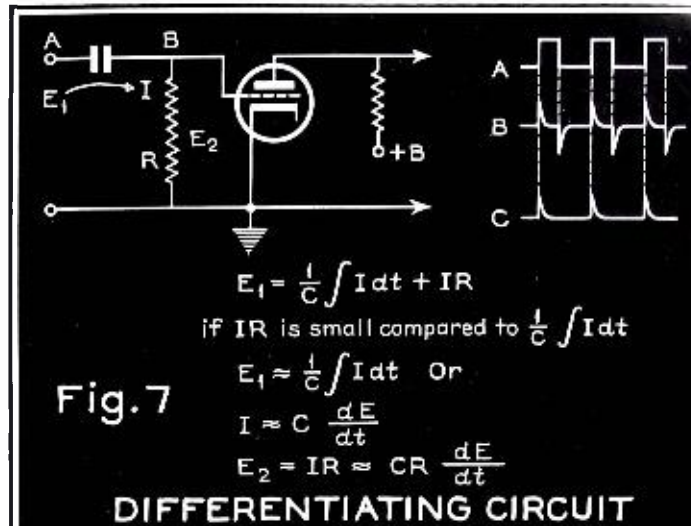 A B
E₁ I
R E₂
+B
A
B
C
E₁ = 1/C ∫ I dt + IR
if IR is small compared to 1/C ∫ I dt
E₁ ≈ 1/C ∫ I dt Or
I ≈ C dE/dt
E₂ = IR ≈ CR dE/dt
Fig. 7
DIFFERENTIATING CIRCUIT